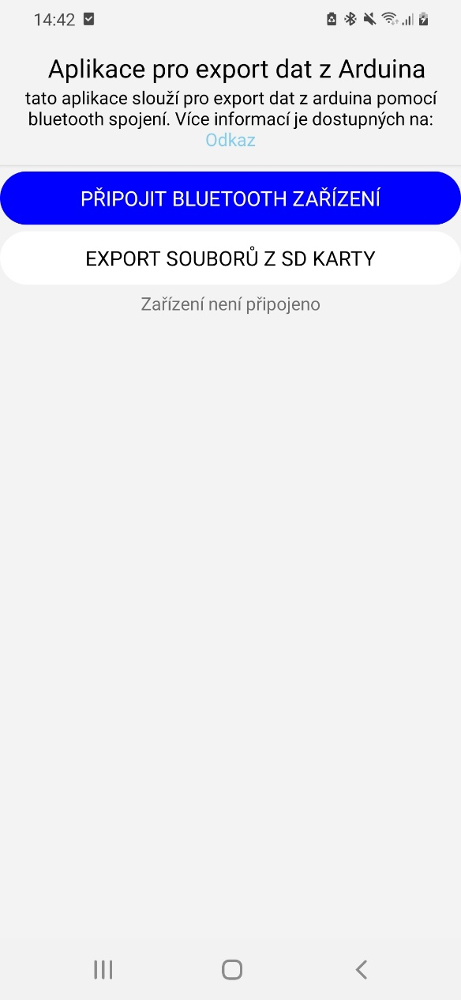 14:42
Aplikace pro export dat z Arduina
tato aplikace slouží pro export dat z arduina pomocí
bluetooth spojení. Více informací je dostupných na:
Odkaz
PŘIPOJIT BLUETOOTH ZAŘÍZENÍ
EXPORT SOUBORŮ Z SD KARTY
Zařízení není připojeno